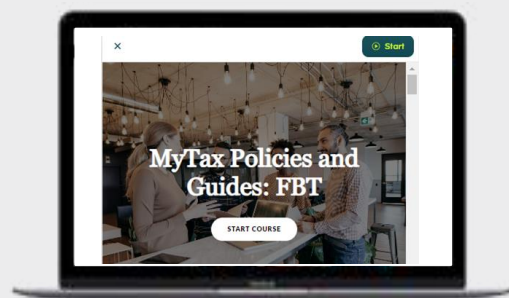 ×
Start
MyTax Policies and
Guides: FBT
START COURSE